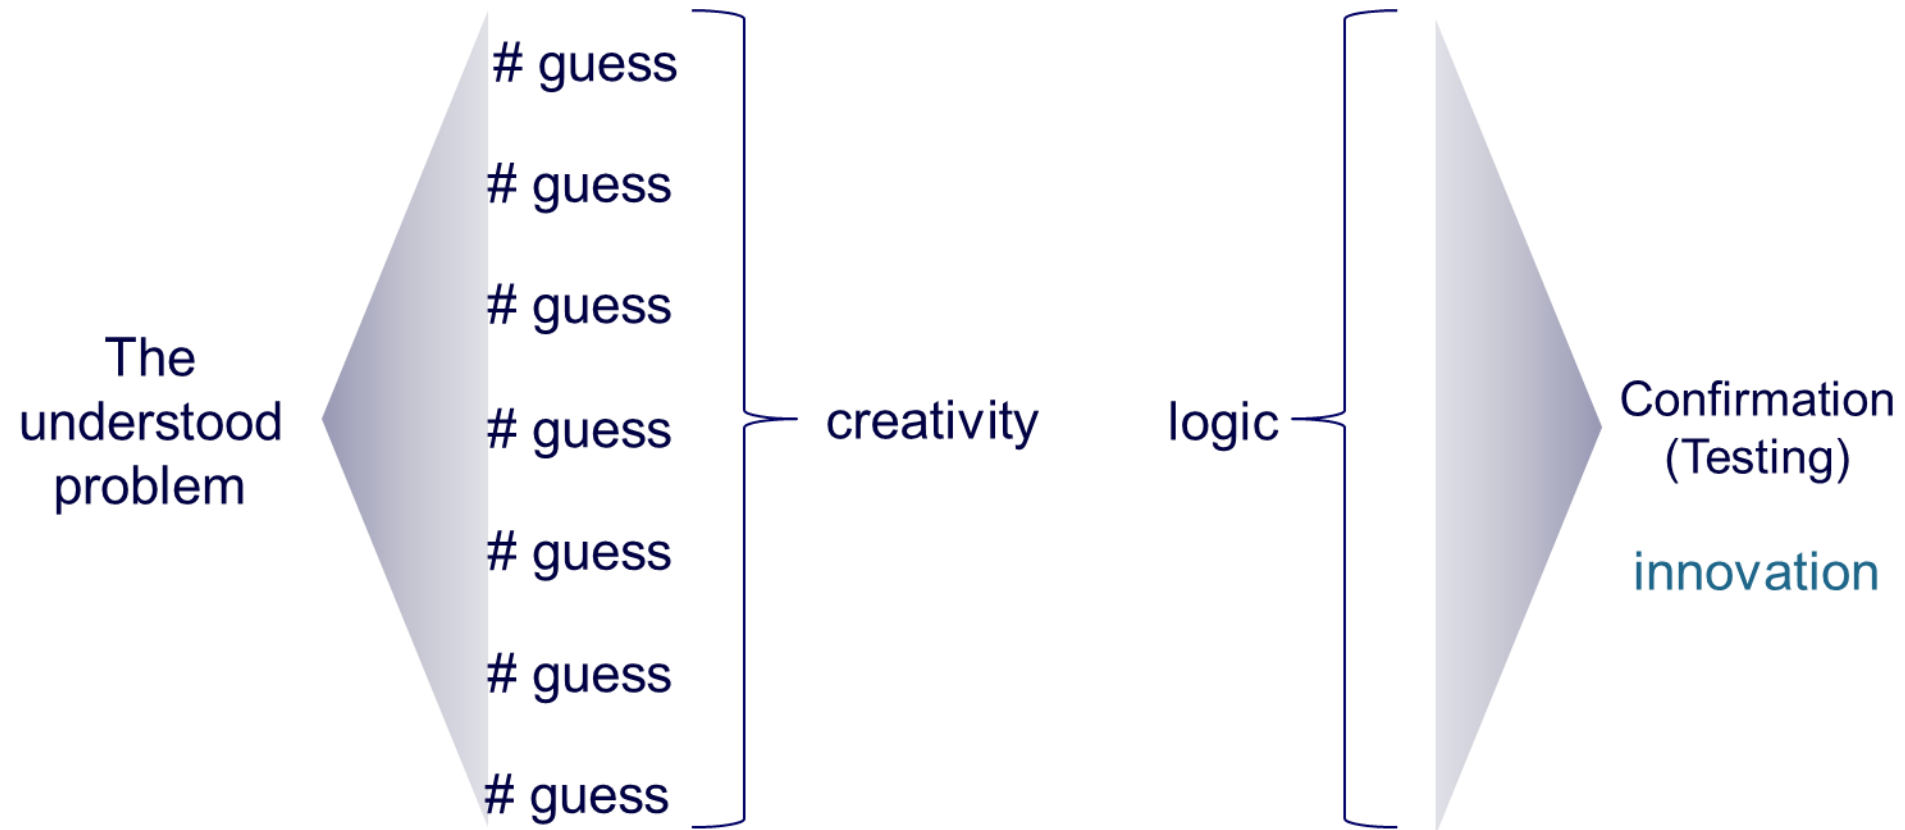 # guess
# guess
# guess
# guess
# guess
# guess
# guess
The
understood
problem
creativity
logic
Confirmation
(Testing)
innovation